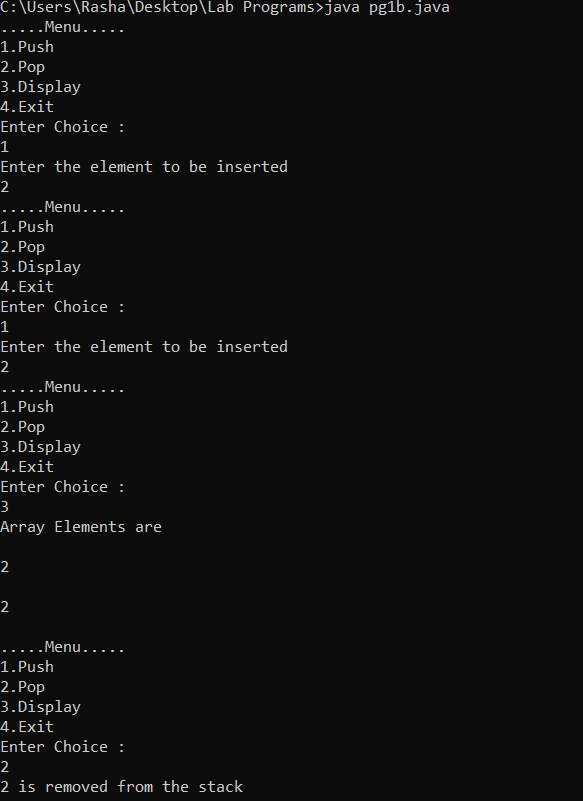 C:\Users\Rasha\Desktop\Lab Programs>java pg1b.java
.....Menu.....
1.Push
2.Pop
3.Display
4.Exit
Enter Choice :
1
Enter the element to be inserted
2
.....Menu.....
1.Push
2.Pop
3.Display
4.Exit
Enter Choice :
1
Enter the element to be inserted
2
.....Menu.....
1.Push
2.Pop
3.Display
4.Exit
Enter Choice :
3
Array Elements are
2
2
.....Menu.....
1.Push
2.Pop
3.Display
4.Exit
Enter Choice :
2
2 is removed from the stack